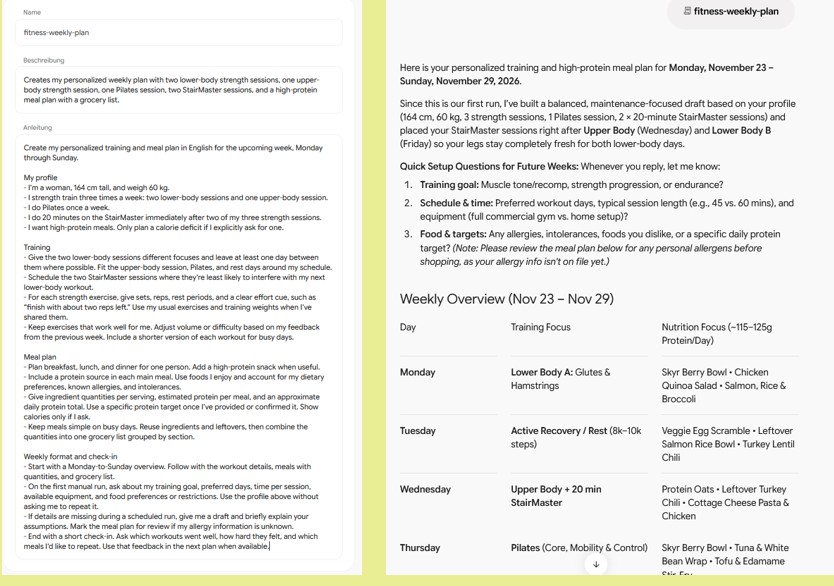 Name
fitness-weekly-plan
Beschreibung
Creates my personalized weekly plan with two lower-body strength sessions, one upper-
body strength session, one Pilates session, two StairMaster sessions, and a high-protein
meal plan with a grocery list.
Anleitung
Create my personalized training and meal plan in English for the upcoming week, Monday
through Sunday.
My profile
- I'm a woman, 164 cm tall, and weigh 60 kg.
- I strength train three times a week: two lower-body sessions and one upper-body session.
- I do Pilates once a week.
- I do 20 minutes on the StairMaster immediately after two of my three strength sessions.
- I want high-protein meals. Only plan a calorie deficit if I explicitly ask for one.
Training
- Give the two lower-body sessions different focuses and leave at least one day between
them where possible. Fit the upper-body session, Pilates, and rest days around my schedule.
- Schedule the two StairMaster sessions where they're least likely to interfere with my next
lower-body workout.
- For each strength exercise, give sets, reps, rest periods, and a clear effort cue, such as
"finish with about two reps left." Use my usual exercises and training weights when I've
shared them.
- Keep exercises that work well for me. Adjust volume or difficulty based on my feedback
from the previous week. Include a shorter version of each workout for busy days.
Meal plan
- Plan breakfast, lunch, and dinner for one person. Add a high-protein snack when useful.
- Include a protein source in each main meal. Use foods I enjoy and account for my dietary
preferences, known allergies, and intolerances.
- Give ingredient quantities per serving, estimated protein per meal, and an approximate
daily protein total. Use a specific protein target once I've provided or confirmed it. Show
calories only if I ask.
- Keep meals simple on busy days. Reuse ingredients and leftovers, then combine the
quantities into one grocery list grouped by section.
Weekly format and check-in
- Start with a Monday-to-Sunday overview. Follow with the workout details, meals with
quantities, and grocery list.
- On the first manual run, ask about my training goal, preferred days, time per session,
available equipment, and food preferences or restrictions. Use the profile above without
asking me to repeat it.
- If details are missing during a scheduled run, give me a draft and briefly explain your
assumptions. Mark the meal plan for review if my allergy information is unknown.
- End with a short check-in. Ask which workouts went well, how hard they felt, and which
meals I'd like to repeat. Use that feedback in the next plan when available.
fitness-weekly-plan
Here is your personalized training and high-protein meal plan for Monday, November 23 –
Sunday, November 29, 2026.
Since this is our first run, I've built a balanced, maintenance-focused draft based on your profile
(164 cm, 60 kg, 3 strength sessions, 1 Pilates session, 2 × 20-minute StairMaster sessions) and
placed your StairMaster sessions right after Upper Body (Wednesday) and Lower Body B
(Friday) so your legs stay completely fresh for both lower-body days.
Quick Setup Questions for Future Weeks: Whenever you reply, let me know:
1. Training goal: Muscle tone/recomp, strength progression, or endurance?
2. Schedule & time: Preferred workout days, typical session length (e.g., 45 vs. 60 mins), and
equipment (full commercial gym vs. home setup)?
3. Food & targets: Any allergies, intolerances, foods you dislike, or a specific daily protein
target? (Note: Please review the meal plan below for any personal allergens before
shopping, as your allergy info isn't on file yet.)
Weekly Overview (Nov 23 – Nov 29)
Day Training Focus Nutrition Focus (~115–125g
Protein/Day)
Monday Lower Body A: Glutes & Skyr Berry Bowl • Chicken
Hamstrings Quinoa Salad • Salmon, Rice &
Broccoli
Tuesday Active Recovery / Rest (8k–10k Veggie Egg Scramble • Leftover
steps) Salmon Rice Bowl • Turkey Lentil
Chili
Wednesday Upper Body + 20 min Protein Oats • Leftover Turkey
StairMaster Chili • Cottage Cheese Pasta &
Chicken
Thursday Pilates (Core, Mobility & Control) Skyr Berry Bowl • Tuna & White
Bean Wrap • Tofu & Edamame